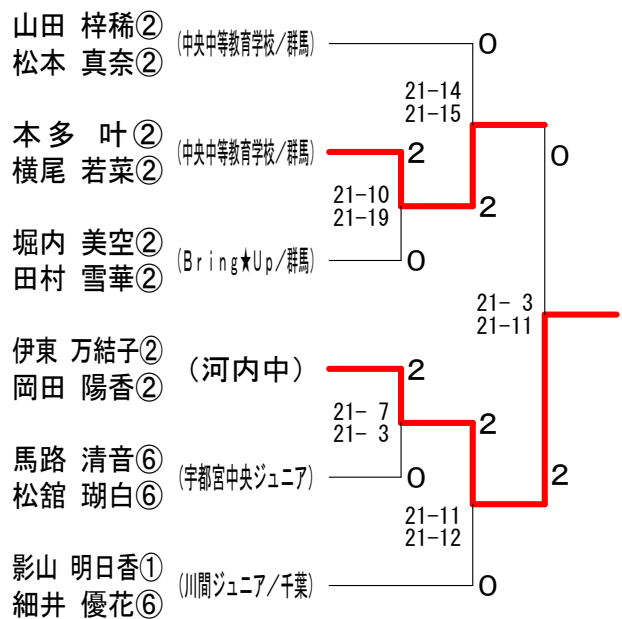 山田 梓稀②
松本 真奈②
(中央中等教育学校/群馬)
0
21-14
21-15
本多 叶②
横尾 若菜②
(中央中等教育学校/群馬)
2
0
21-10
21-19
2
堀内 美空②
田村 雪華②
(Bring★Up/群馬)
0
21- 3
21-11
伊東 万結子②
岡田 陽香②
(河内中)
2
21- 7
21- 3
2
馬路 清音⑥
松舘 瑚白⑥
(宇都宮中央ジュニア)
0
2
21-11
21-12
影山 明日香①
細井 優花⑥
(川間ジュニア/千葉)
0